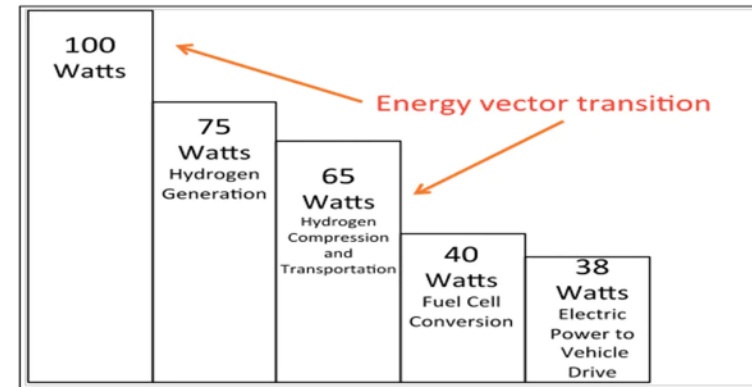 100
Watts
Energy vector transition
75
Watts
Hydrogen
Generation
65
Watts
Hydrogen
Compression
and
Transportation
40
Watts
Fuel Cell
Conversion
38
Watts
Electric
Power to
Vehicle
Drive